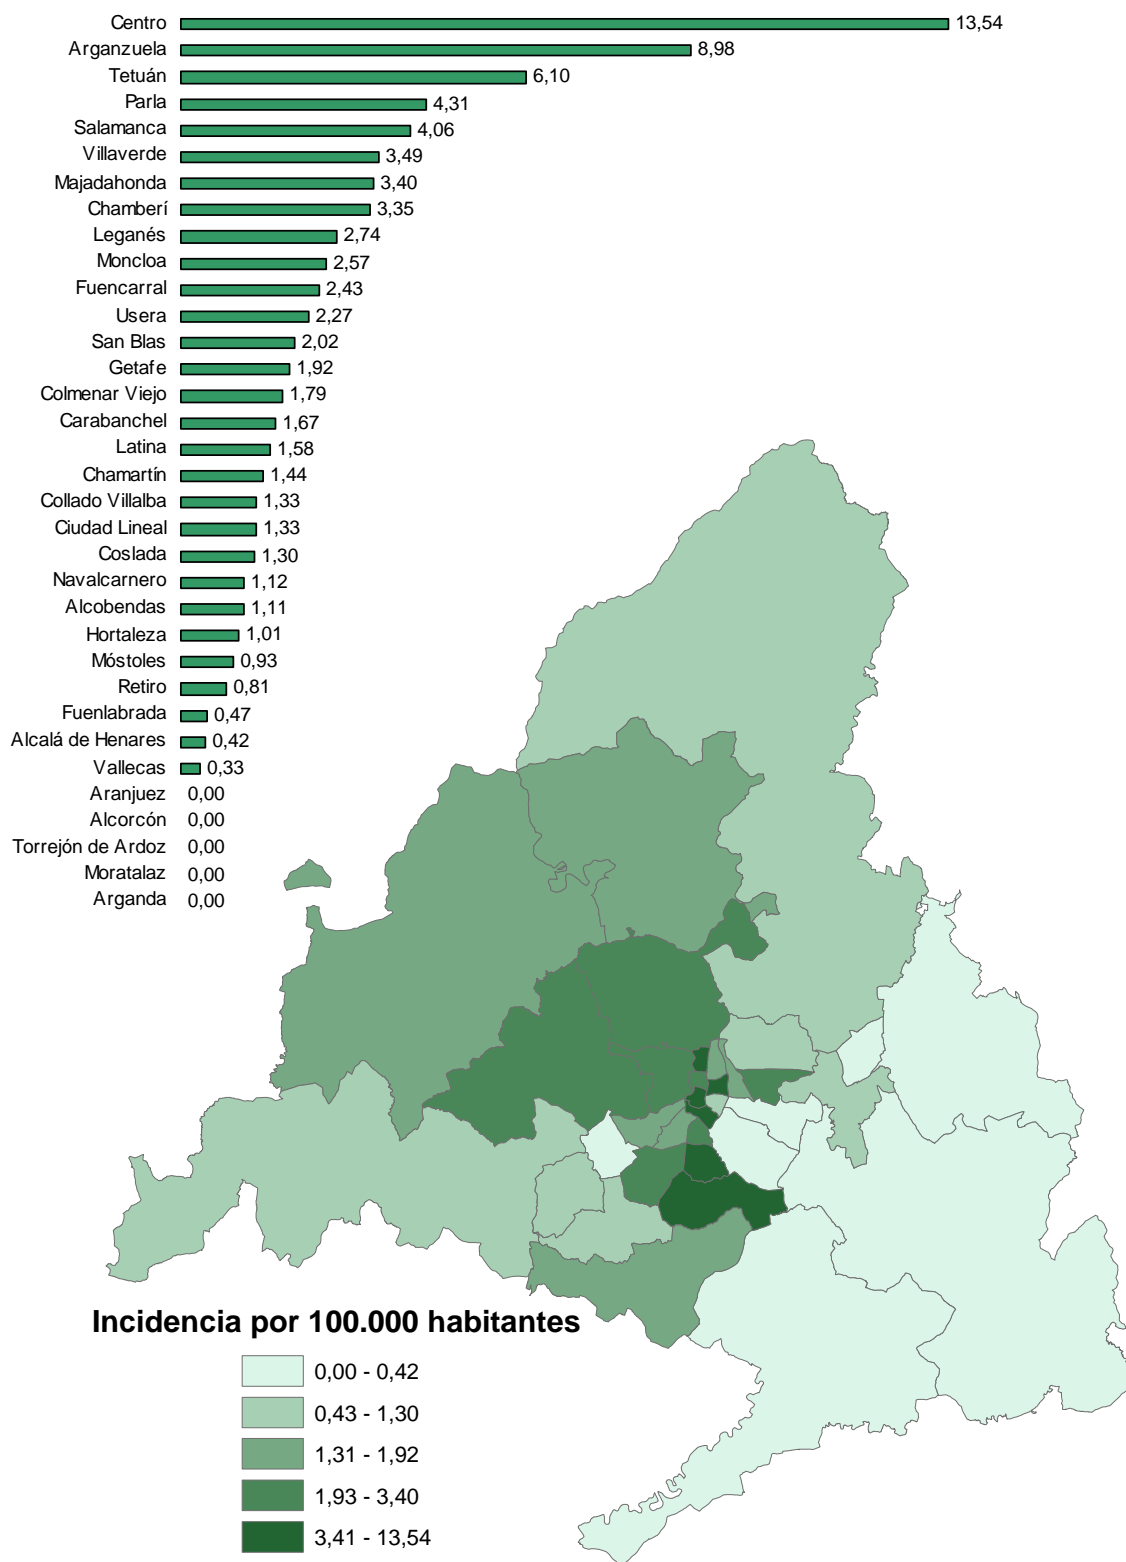 Centro 13,54
Arganzuela 8,98
Tetuán 6,10
Parla 4,31
Salamanca 4,06
Villaverde 3,49
Majadahonda 3,40
Chamberí 3,35
Leganés 2,74
Moncloa 2,57
Fuencarral 2,43
Usera 2,27
San Blas 2,02
Getafe 1,92
Colmenar Viejo 1,79
Carabanchel 1,67
Latina 1,58
Chamartín 1,44
Collado Villalba 1,33
Ciudad Lineal 1,33
Coslada 1,30
Navalcarnero 1,12
Alcobendas 1,11
Hortaleza 1,01
Móstoles 0,93
Retiro 0,81
Fuenlabrada 0,47
Alcalá de Henares 0,42
Vallecas 0,33
Aranjuez 0,00
Alcorcón 0,00
Torrejón de Ardoz 0,00
Moratalaz 0,00
Arganda 0,00
Incidencia por 100.000 habitantes
0,00 - 0,42
0,43 - 1,30
1,31 - 1,92
1,93 - 3,40
3,41 - 13,54